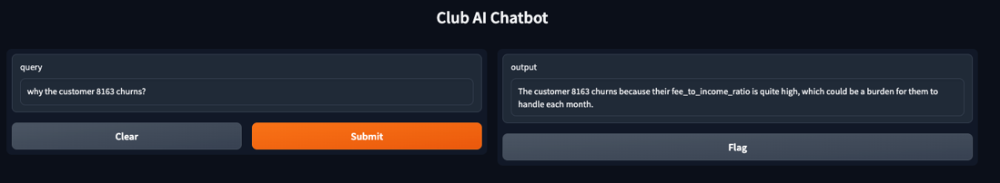 Club AI Chatbot
query
why the customer 8163 churns?
Clear
Submit
output
The customer 8163 churns because their fee_to_income_ratio is quite high, which could be a burden for them to
handle each month.
Flag